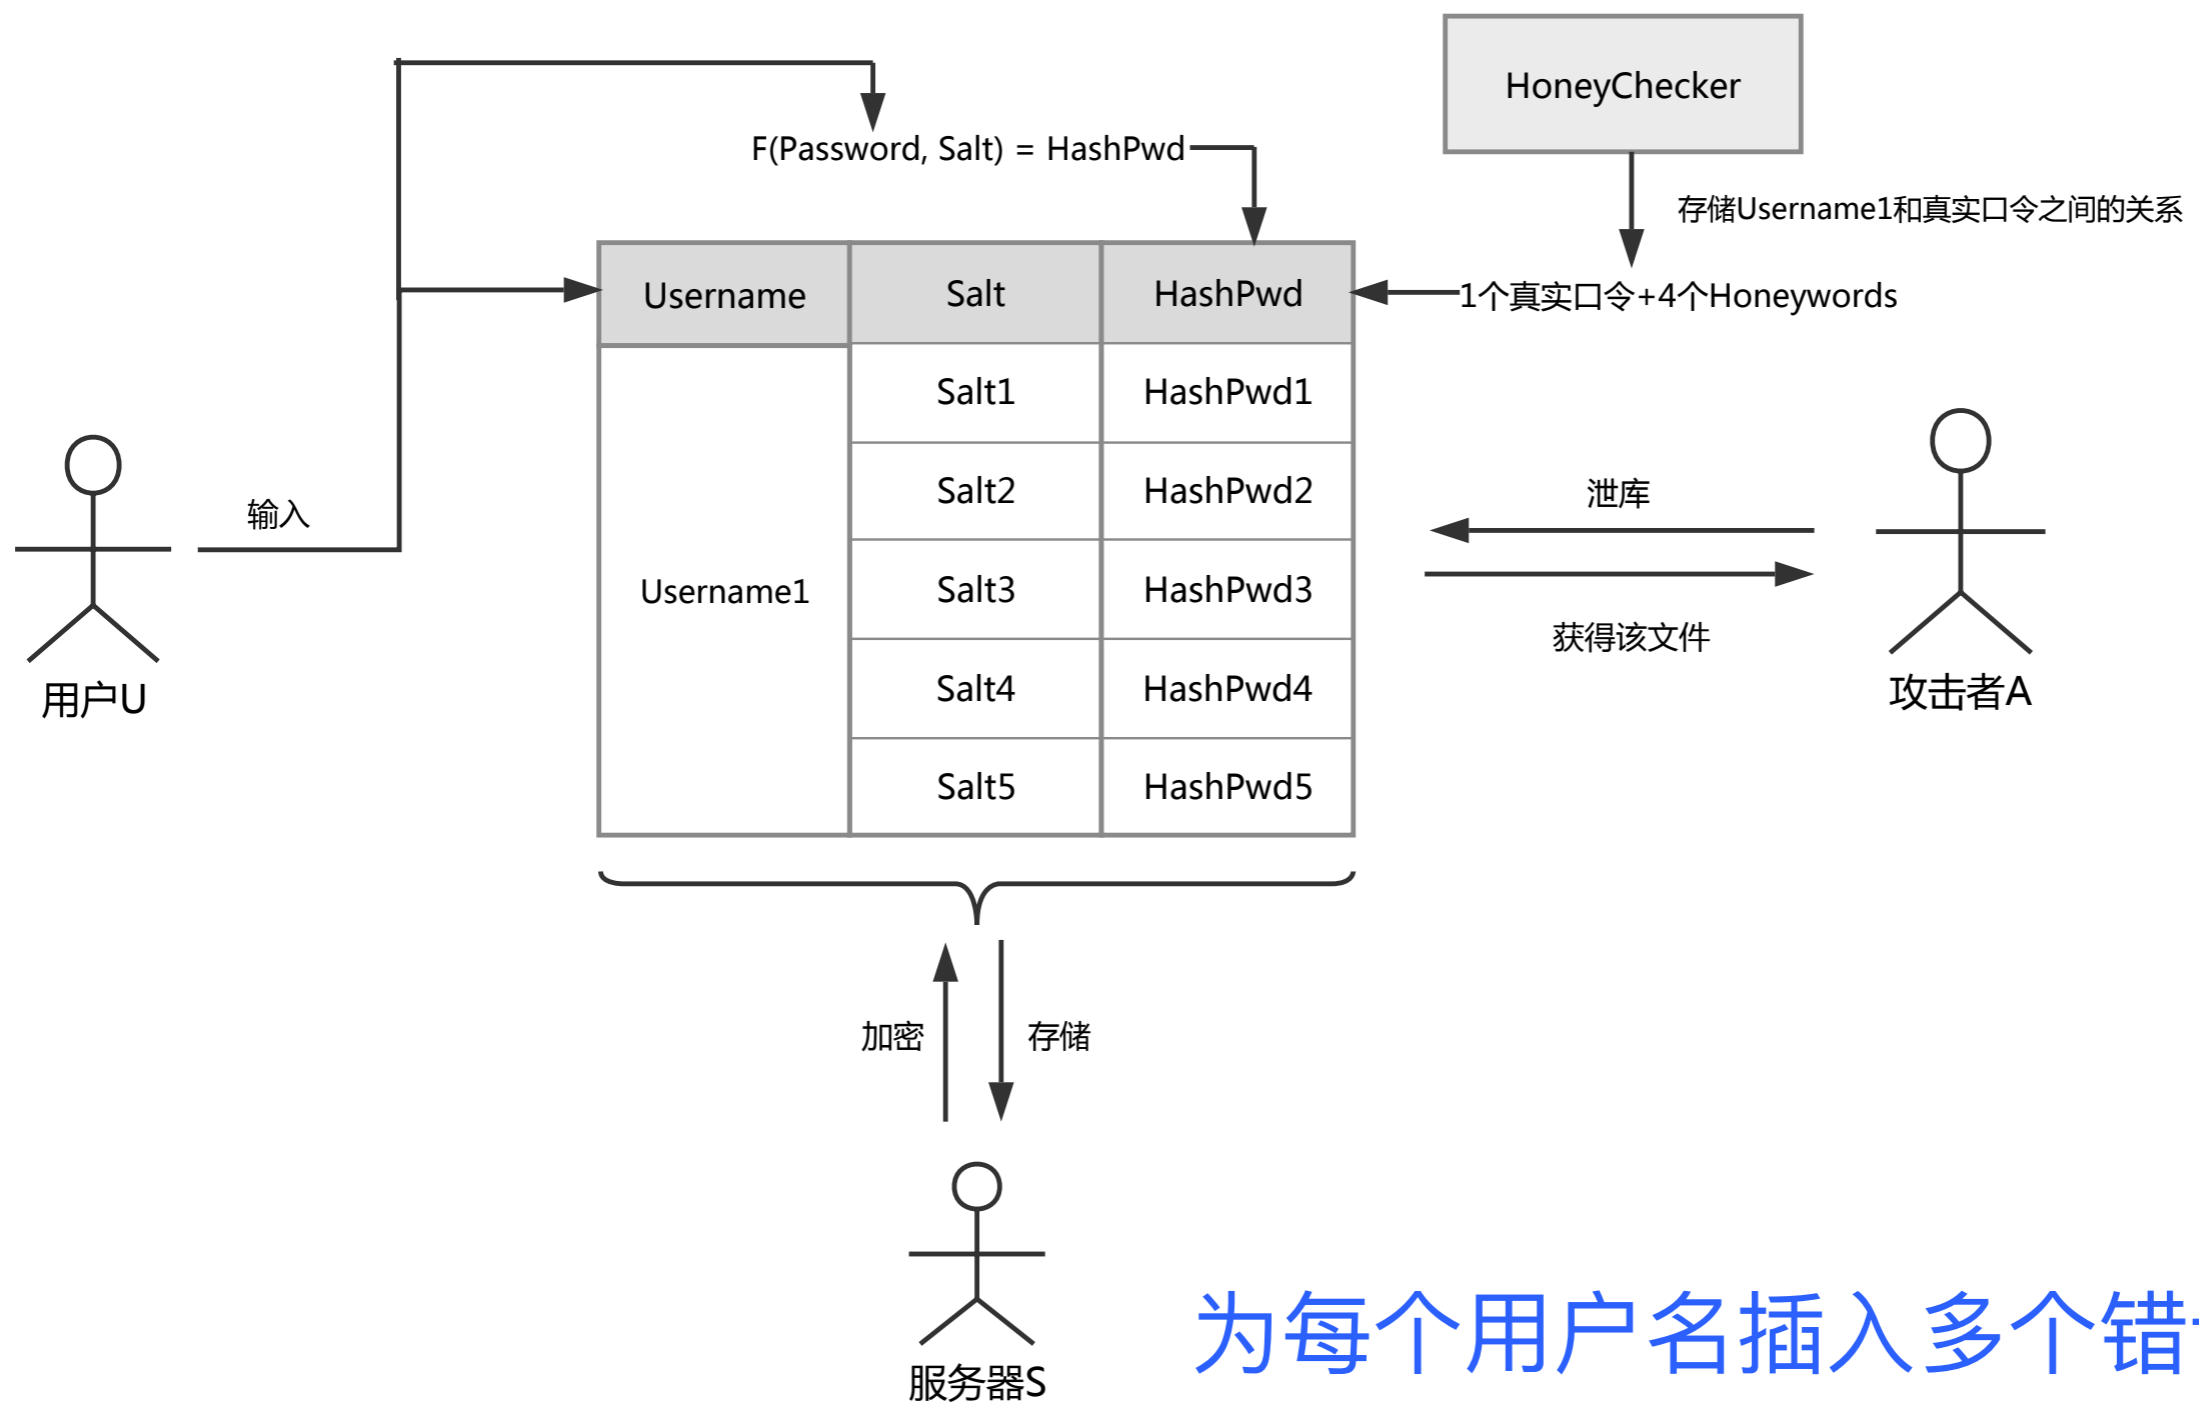 HoneyChecker
F(Password, Salt) = HashPwd
存储Username1和真实口令之间的关系
Username
Salt
HashPwd
1个真实口令+4个Honeywords
Salt1
HashPwd1
Salt2
HashPwd2
输入
泄库
Username1
Salt3
HashPwd3
获得该文件
Salt4
HashPwd4
用户U
攻击者A
Salt5
HashPwd5
加密
存储
为每个用户名插入多个错
服务器S